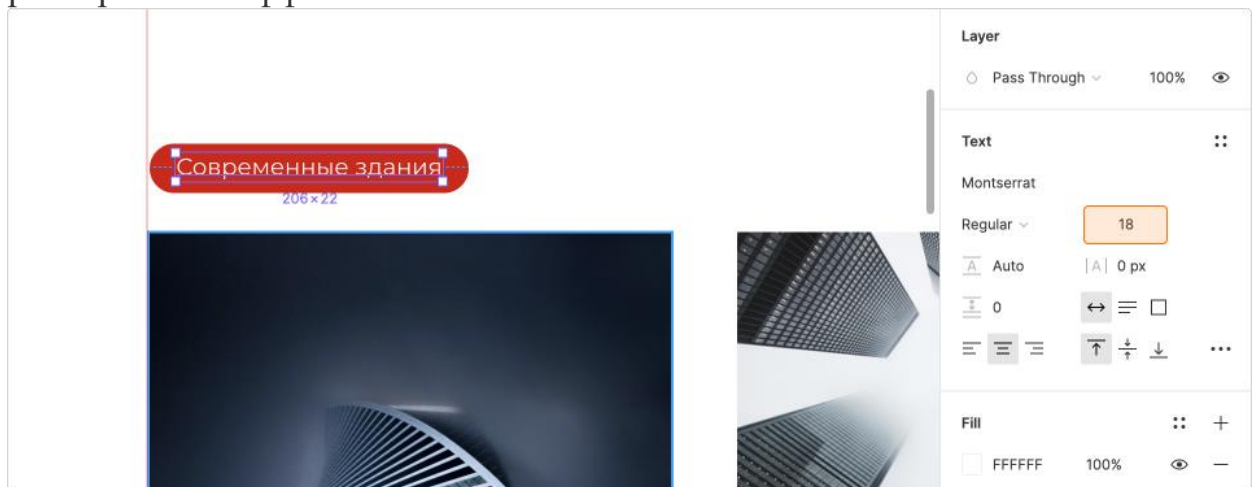 Layer
Pass Through
100%
Современные здания
206×22
Text
Montserrat
Regular
18
A Auto
|A| 0 px
0
Fill
FFFFFF
100%